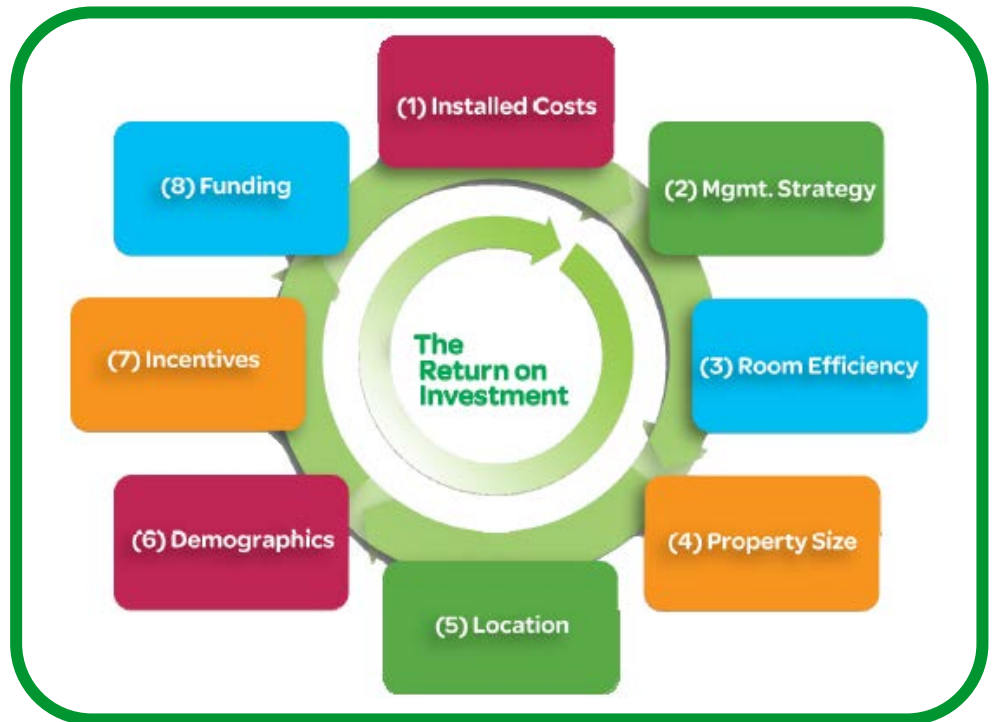 (1) Installed Costs
(2) Mgmt. Strategy
(3) Room Efficiency
(4) Property Size
(5) Location
(6) Demographics
(7) Incentives
(8) Funding
The
Return on
Investment